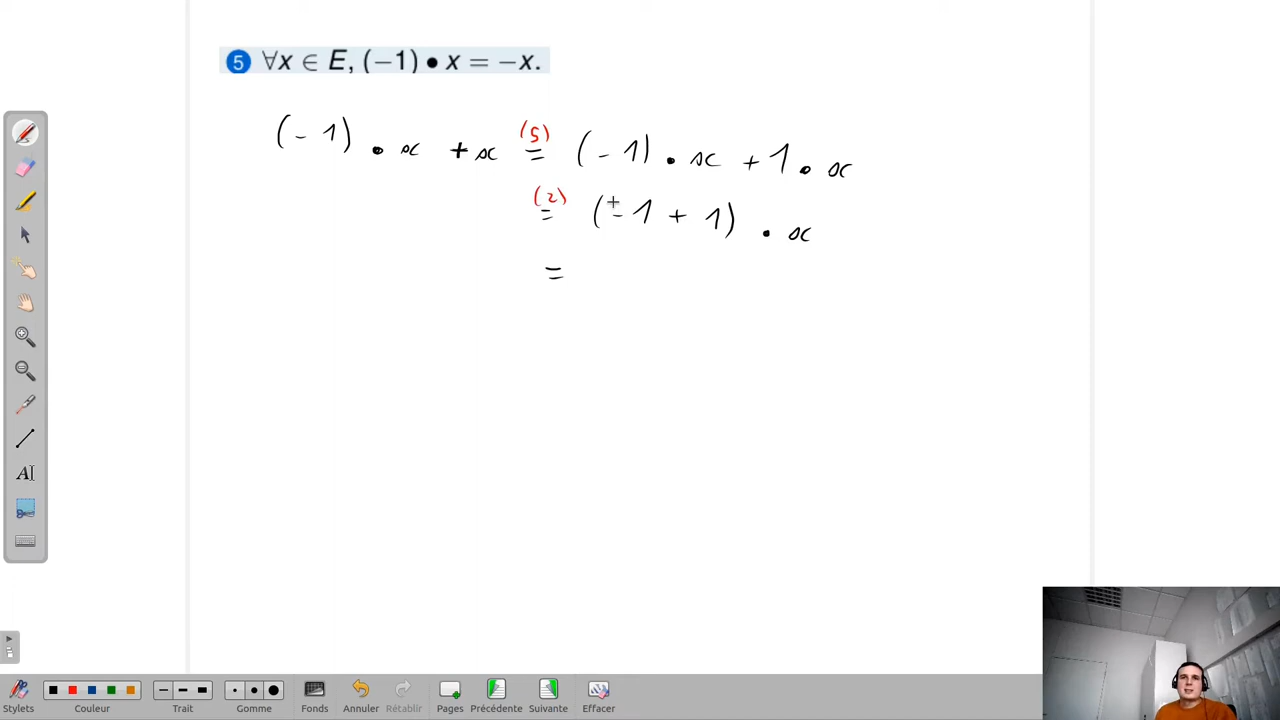 5 ∀x ∈ E, (−1) • x = −x.
(-1) • x + x (5)= (-1) • x + 1 • x
(2)= (-1 + 1) • x
=
Stylets
Couleur
Trait
Gomme
Fonds
Annuler
Rétablir
Pages
Précédente
Suivante
Effacer